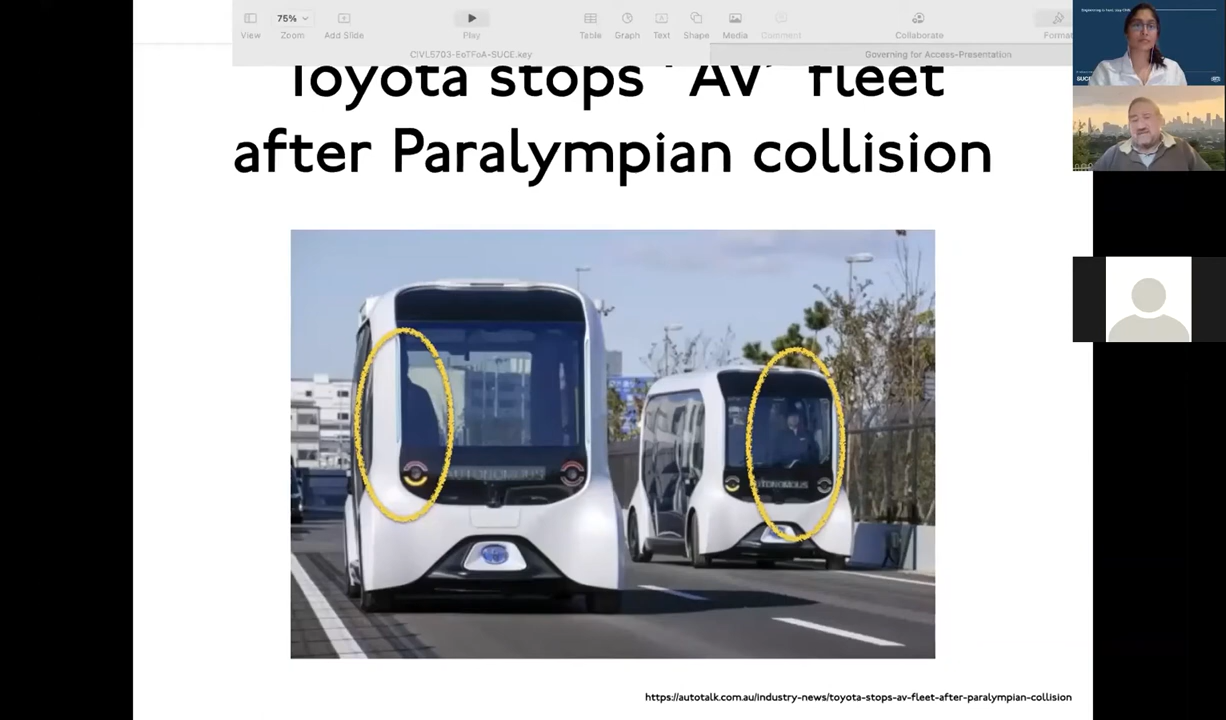 75%
View
Zoom
Add Slide
Play
Table
Graph
Text
Shape
Media
Comment
Collaborate
Format
CIVL5703-EoTFoA-SUCE.key
Governing for Access-Presentation
Toyota stops 'AV' fleet
after Paralympian collision
AUTONOMOUS
AUTONOMOUS
https://autotalk.com.au/industry-news/toyota-stops-av-fleet-after-paralympian-collision
SUCE